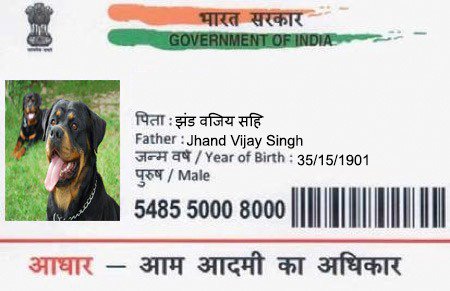 भारत सरकार
GOVERNMENT OF INDIA
पिता : झंड वजिय सहि
Father : Jhand Vijay Singh
जन्म वर्ष / Year of Birth : 35/15/1901
पुरुष / Male
5485 5000 8000
आधार – आम आदमी का अधिकार